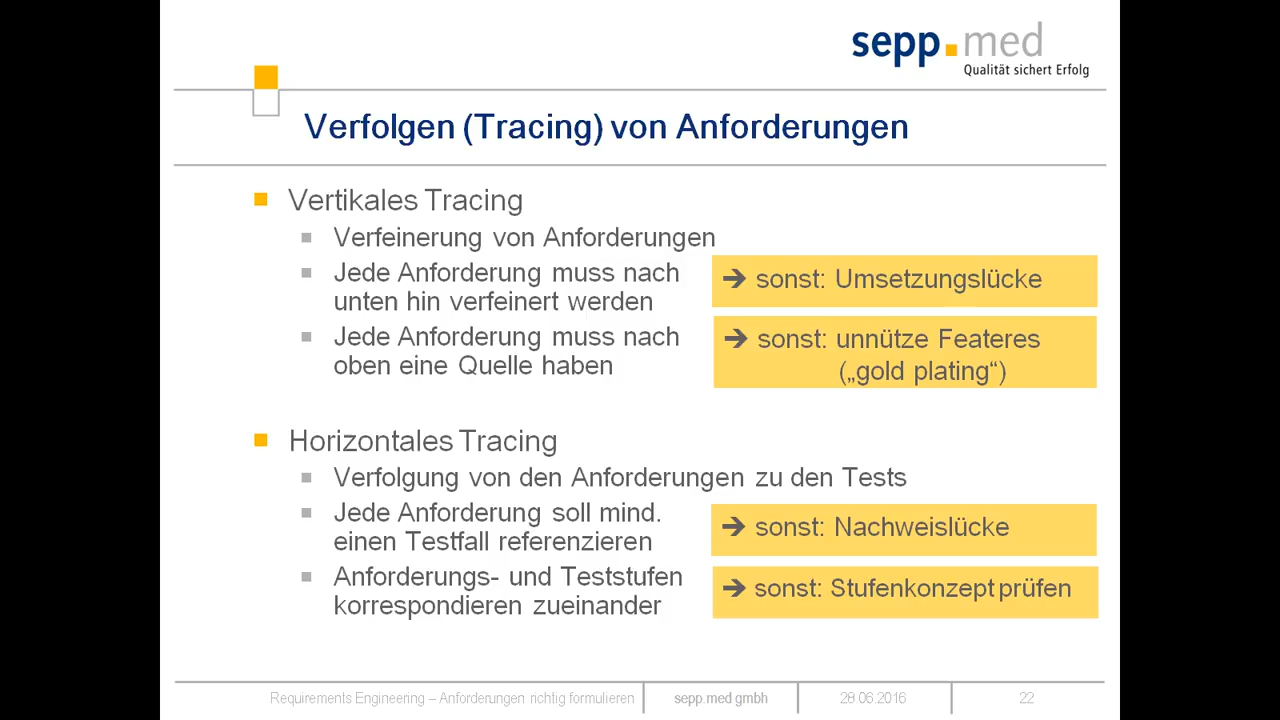 sepp.med
Qualität sichert Erfolg
Verfolgen (Tracing) von Anforderungen
Vertikales Tracing
Verfeinerung von Anforderungen
Jede Anforderung muss nach
unten hin verfeinert werden
➔ sonst: Umsetzungslücke
Jede Anforderung muss nach
oben eine Quelle haben
➔ sonst: unnütze Feateres
(„gold plating“)
Horizontales Tracing
Verfolgung von den Anforderungen zu den Tests
Jede Anforderung soll mind.
einen Testfall referenzieren
➔ sonst: Nachweislücke
Anforderungs- und Teststufen
korrespondieren zueinander
➔ sonst: Stufenkonzept prüfen
Requirements Engineering – Anforderungen richtig formulieren sepp.med gmbh 28.06.2016 22